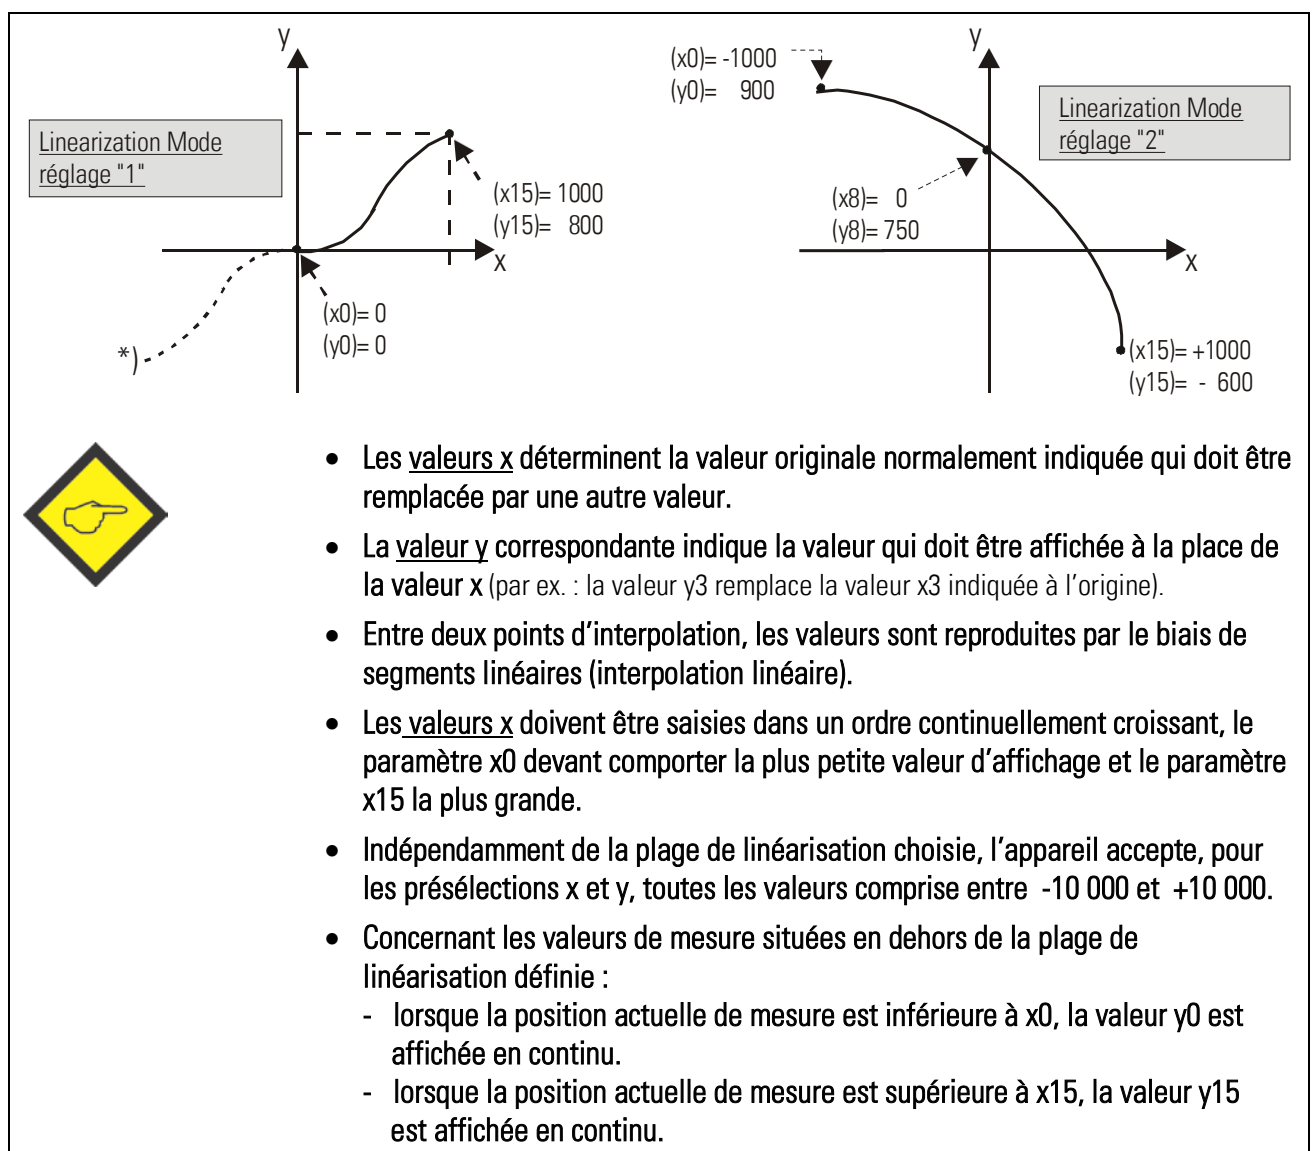 y
Linearization Mode
réglage "1"
(x15)= 1000
(y15)= 800
x
(x0)= 0
(y0)= 0
*)
(x0)= -1000
(y0)= 900
y
Linearization Mode
réglage "2"
(x8)= 0
(y8)= 750
x
(x15)= +1000
(y15)= - 600
• Les valeurs x déterminent la valeur originale normalement indiquée qui doit être
remplacée par une autre valeur.
• La valeur y correspondante indique la valeur qui doit être affichée à la place de
la valeur x (par ex. : la valeur y3 remplace la valeur x3 indiquée à l’origine).
• Entre deux points d’interpolation, les valeurs sont reproduites par le biais de
segments linéaires (interpolation linéaire).
• Les valeurs x doivent être saisies dans un ordre continuellement croissant, le
paramètre x0 devant comporter la plus petite valeur d’affichage et le paramètre
x15 la plus grande.
• Indépendamment de la plage de linéarisation choisie, l’appareil accepte, pour
les présélections x et y, toutes les valeurs comprise entre -10 000 et +10 000.
• Concernant les valeurs de mesure situées en dehors de la plage de
linéarisation définie :
- lorsque la position actuelle de mesure est inférieure à x0, la valeur y0 est
affichée en continu.
- lorsque la position actuelle de mesure est supérieure à x15, la valeur y15
est affichée en continu.